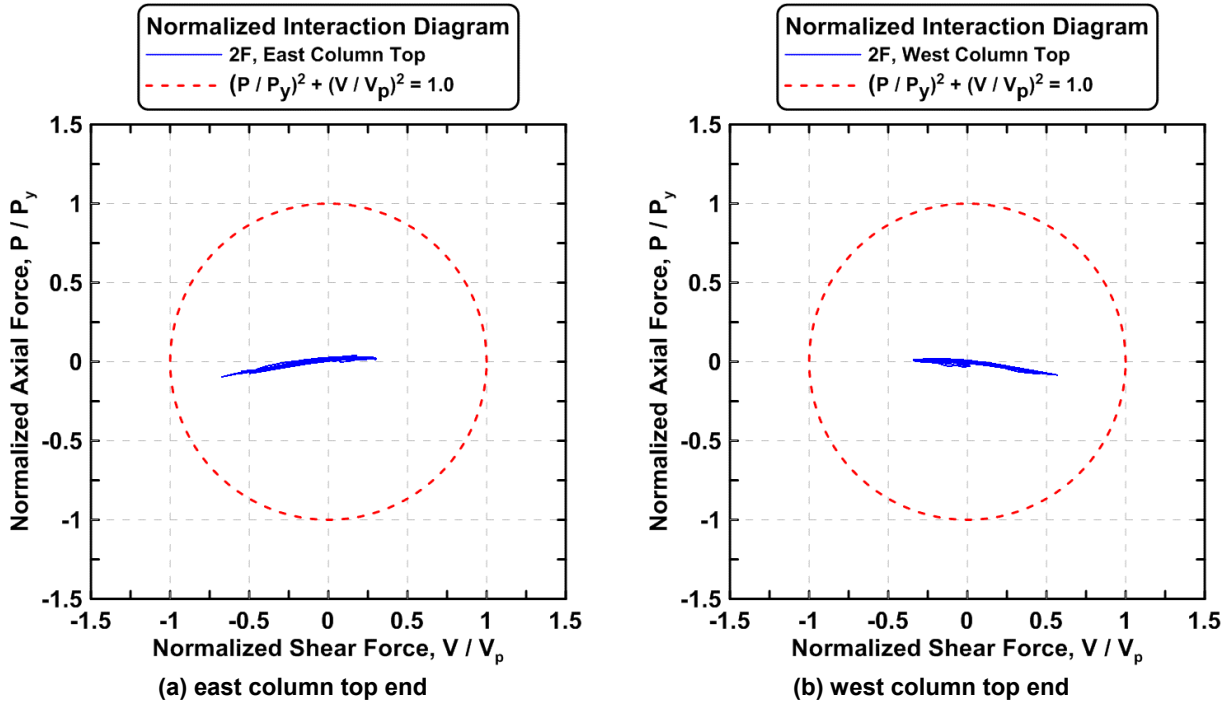 Normalized Interaction Diagram
2F, East Column Top
(P / Py)2 + (V / Vp)2 = 1.0
1.5
1
0.5
0
-0.5
-1
-1.5
Normalized Axial Force, P / Py
-1.5 -1 -0.5 0 0.5 1 1.5
Normalized Shear Force, V / Vp
(a) east column top end
Normalized Interaction Diagram
2F, West Column Top
(P / Py)2 + (V / Vp)2 = 1.0
1.5
1
0.5
0
-0.5
-1
-1.5
Normalized Axial Force, P / Py
-1.5 -1 -0.5 0 0.5 1 1.5
Normalized Shear Force, V / Vp
(b) west column top end